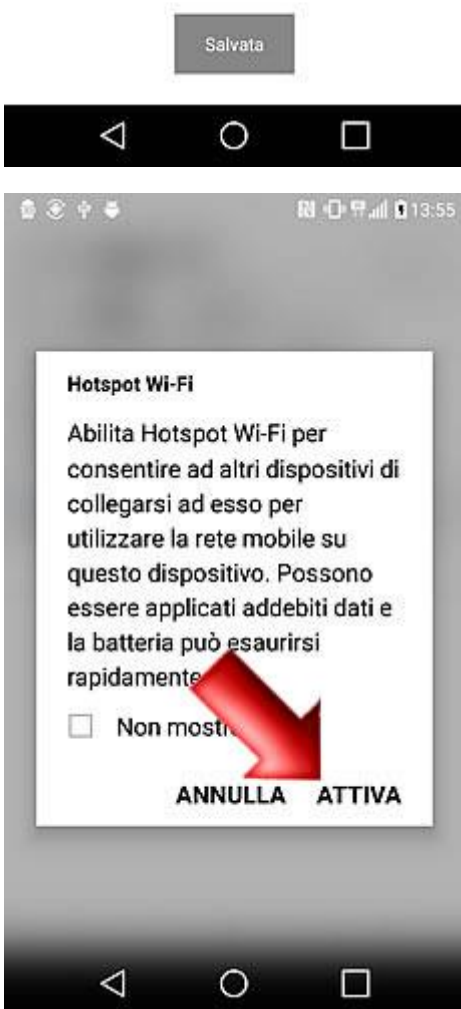 Salvata
13:55
Hotspot Wi-Fi
Abilita Hotspot Wi-Fi per
consentire ad altri dispositivi di
collegarsi ad esso per
utilizzare la rete mobile su
questo dispositivo. Possono
essere applicati addebiti dati e
la batteria può esaurirsi
rapidamente
Non
ANNULLA ATTIVA